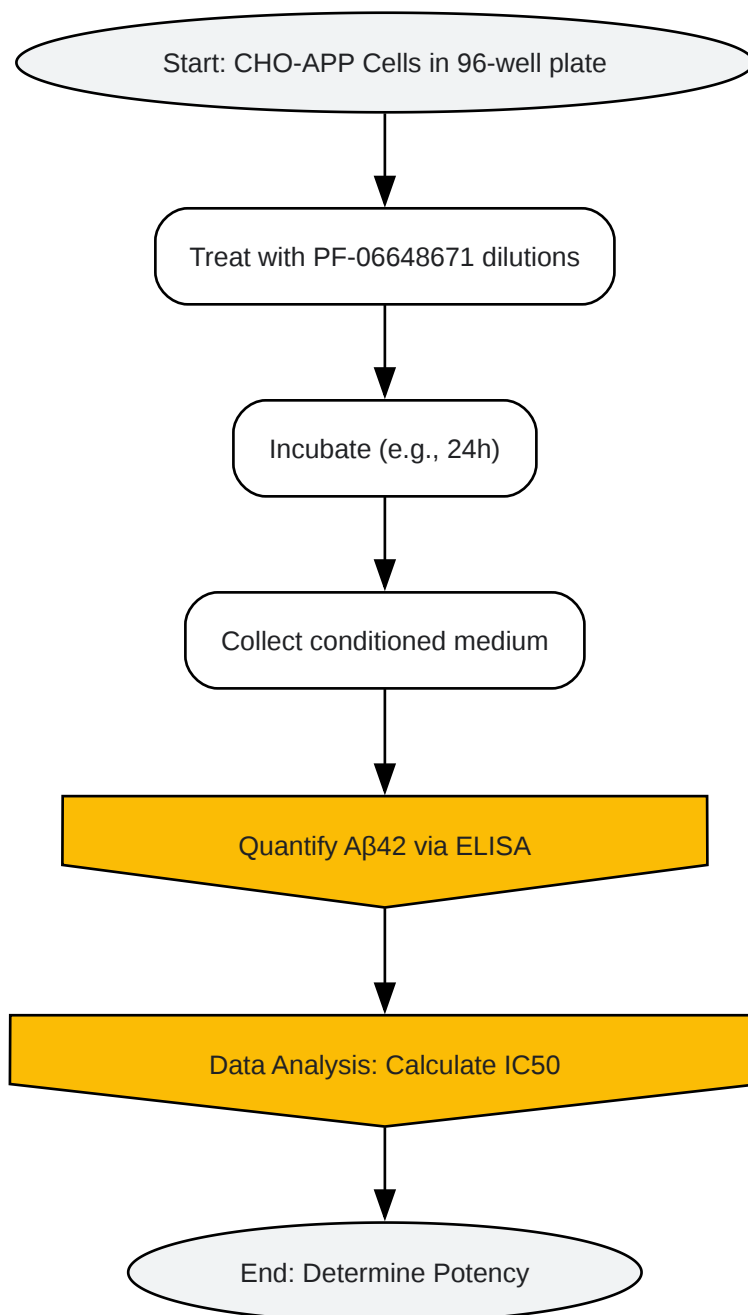 Start: CHO-APP Cells in 96-well plate
Treat with PF-06648671 dilutions
Incubate (e.g., 24h)
Collect conditioned medium
Quantify Aβ42 via ELISA
Data Analysis: Calculate IC50
End: Determine Potency